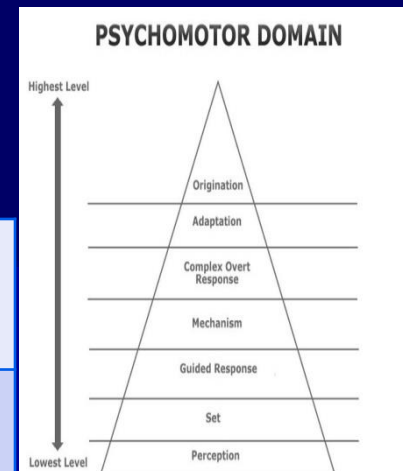 PSYCHOMOTOR DOMAIN
Highest Level
Origination
Adaptation
Complex Overt
Response
Mechanism
Guided Response
Set
Perception
Lowest Level